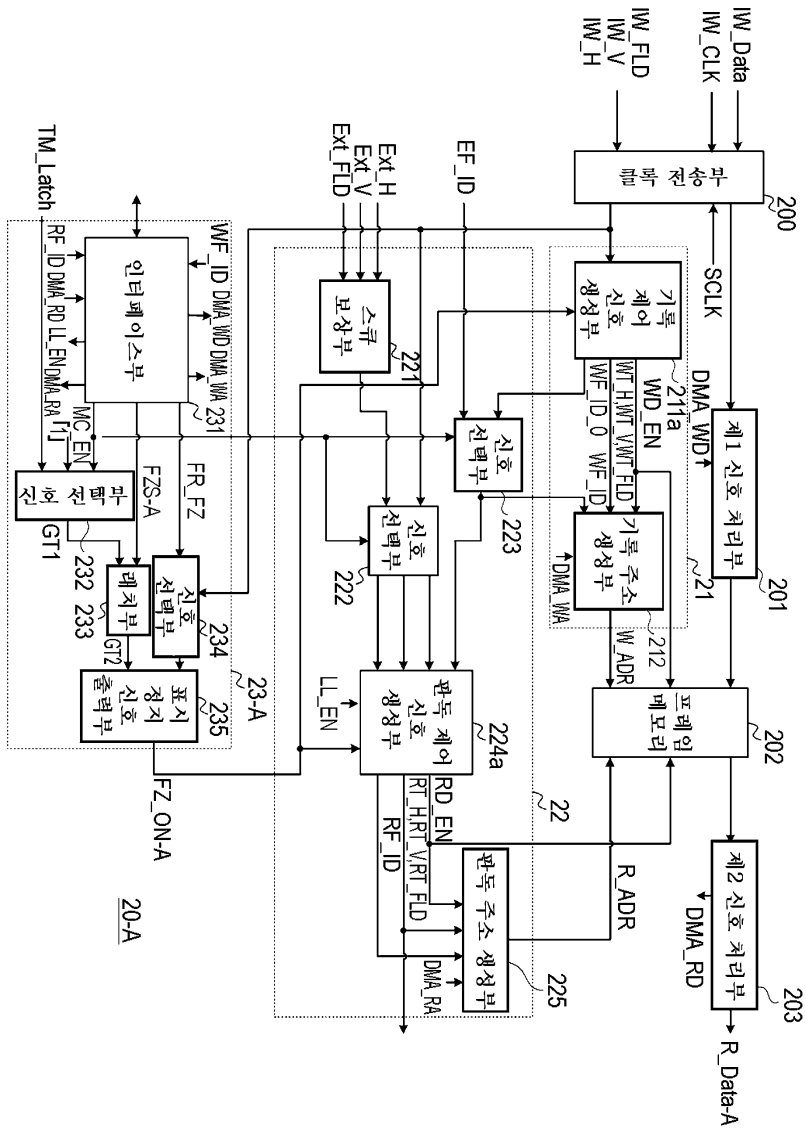 IW_Data
IW_CLK
IW_FLD
IW_V
IW_H
클록 전송부
200
SCLK
DMA_WD
제1 신호 처리부
201
프레임
메모리
202
제2 신호 처리부
203
DMA_RD
R_Data-A
기록 제어
신호
생성부
211a
WD_EN
WT_H,WT_V,WT_FLD
WF_ID_O
WF_ID
기록 주소
생성부
212
21
DMA_WA
W_ADR
R_ADR
EF_ID
Ext_H
Ext_V
Ext_FLD
스큐
보상부
221
신호
선택부
223
신호
선택부
222
판독 제어
신호
생성부
224a
LL_EN
22
RD_EN
RT_H,RT_V,RT_FLD
RF_ID
판독 주소 생성부
225
DMA_RA
TM_Latch
WF_ID
DMA_WD
DMA_WA
인터페이스부
231
RF_ID
DMA_RD
LL_EN
DMA_RA
「1」
MC_EN
FZS-A
FR_FZ
신호 선택부
232
GT1
래치부
233
GT2
신호
선택부
234
표시
정지
신호
출력부
235
23-A
FZ_ON-A
20-A